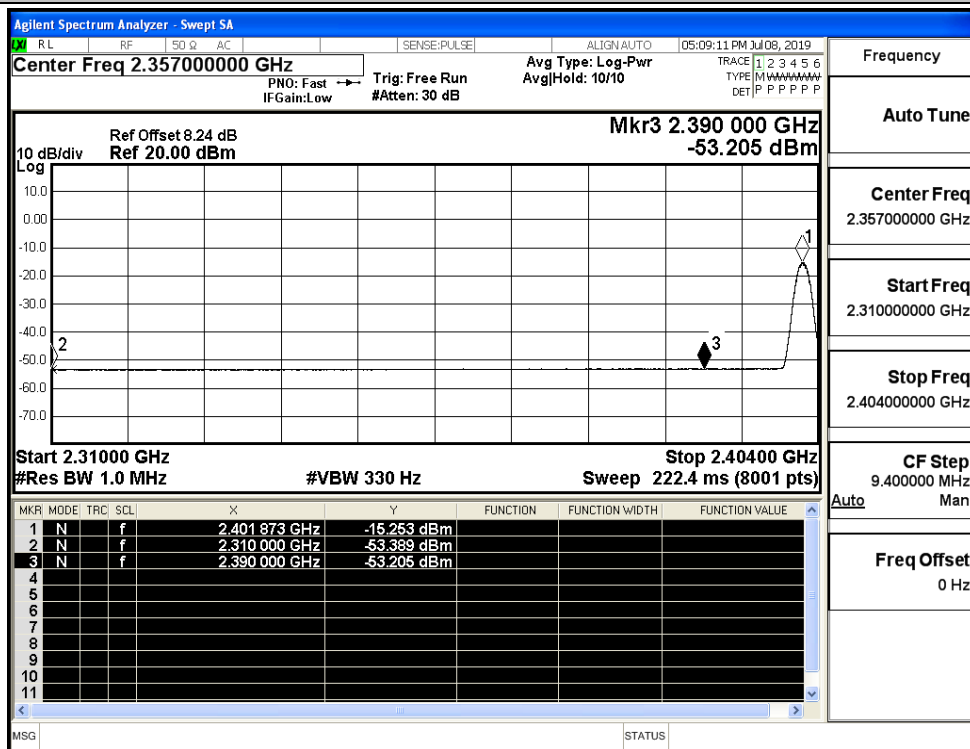 Agilent Spectrum Analyzer - Swept SA
LXI RL RF 50 Ω AC SENSE:PULSE ALIGN AUTO 05:09:11 PM Jul 08, 2019
Center Freq 2.357000000 GHz
PNO: Fast
IFGain:Low
Trig: Free Run
#Atten: 30 dB
Avg Type: Log-Pwr
Avg|Hold: 10/10
TRACE 1 2 3 4 5 6
TYPE M WWWWW
DET P P P P P P
Ref Offset 8.24 dB
10 dB/div Ref 20.00 dBm
Log
Mkr3 2.390 000 GHz
-53.205 dBm
10.0
0.00
-10.0
-20.0
-30.0
-40.0
-50.0
-60.0
-70.0
1
2
3
Start 2.31000 GHz Stop 2.40400 GHz
#Res BW 1.0 MHz #VBW 330 Hz Sweep 222.4 ms (8001 pts)
MKR MODE TRC SCL X Y FUNCTION FUNCTION WIDTH FUNCTION VALUE
1 N f 2.401 873 GHz -15.253 dBm
2 N f 2.310 000 GHz -53.389 dBm
3 N f 2.390 000 GHz -53.205 dBm
4
5
6
7
8
9
10
11
MSG STATUS
Frequency
Auto Tune
Center Freq
2.357000000 GHz
Start Freq
2.310000000 GHz
Stop Freq
2.404000000 GHz
CF Step
9.400000 MHz
Auto Man
Freq Offset
0 Hz